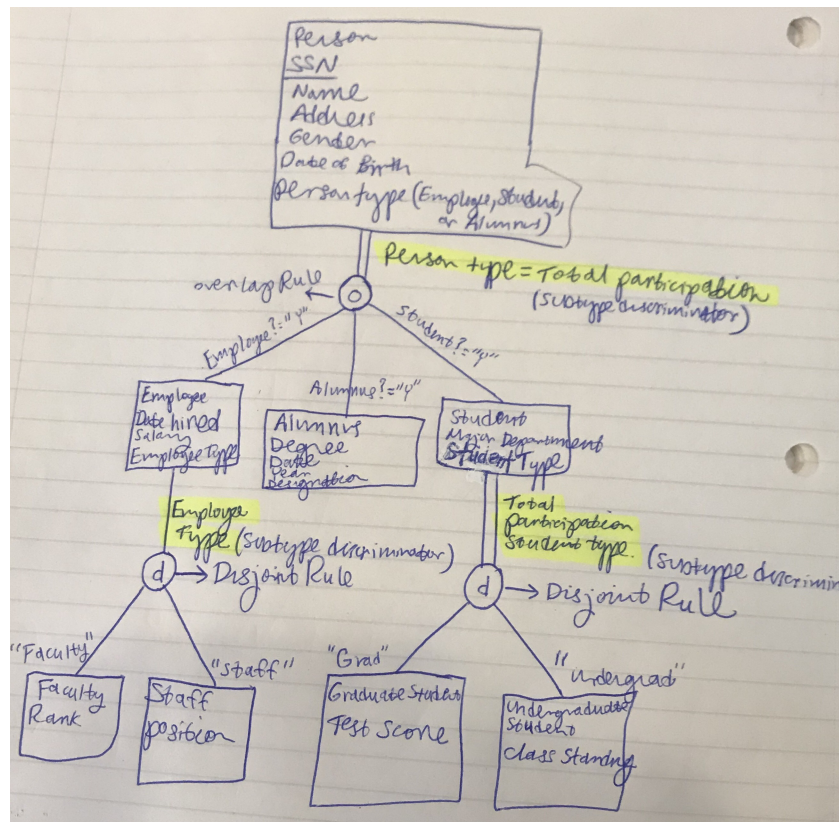 Person
SSN
Name
Address
Gender
Date of Birth
Person type (Employee, Student,
or Alumnus)
Person type = Total participation
(subtype discriminator)
overlap Rule
o
Employee?="Y"
Alumnus?="Y"
Student?="Y"
Employee
Date hired
Salary
Employee Type
Alumnus
Degree
Date
Year
Designation
Student
Major Department
Student Type
Employee
Type (Subtype discriminator)
d
Disjoint Rule
Total
participation
Student type. (Subtype discrimin
d
Disjoint Rule
"Faculty"
"Staff"
"Grad"
"Undergrad"
Faculty
Rank
Staff
position
Graduate Student
Test Score
Undergraduate
Student
Class Standing